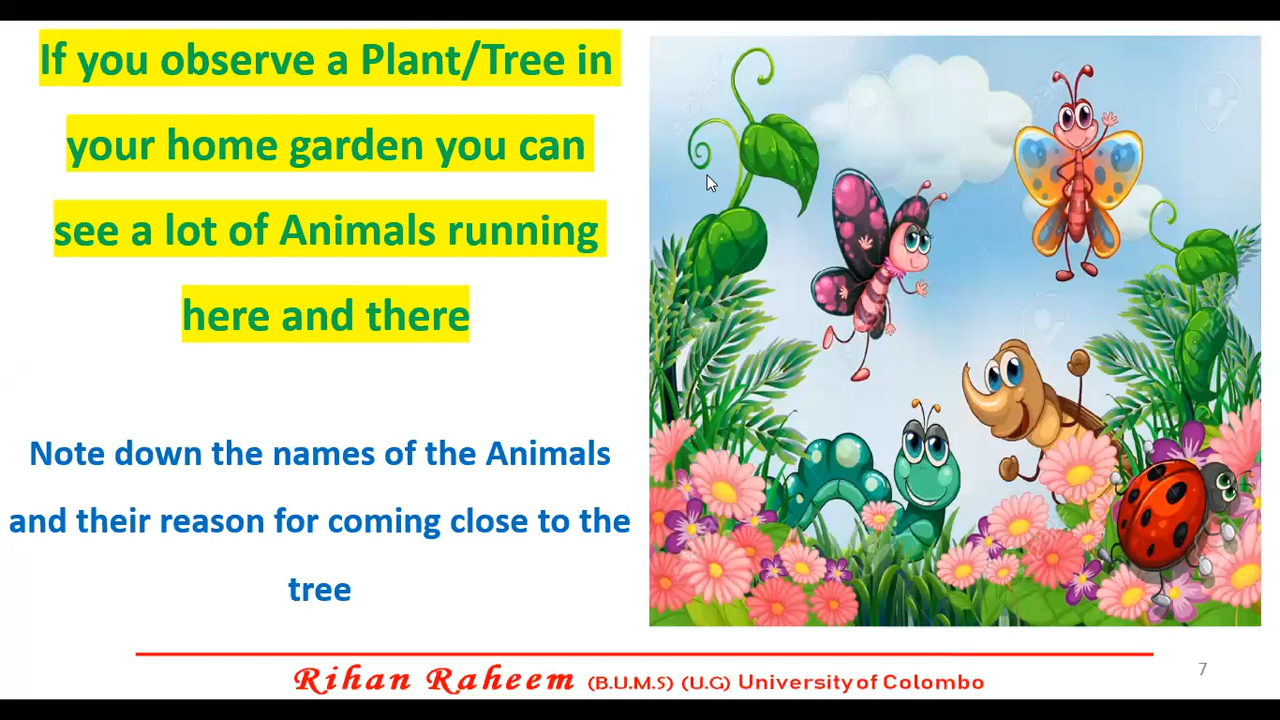 If you observe a Plant/Tree in
your home garden you can
see a lot of Animals running
here and there
Note down the names of the Animals
and their reason for coming close to the
tree
Rihan Raheem (B.U.M.S) (U.G) University of Colombo
7